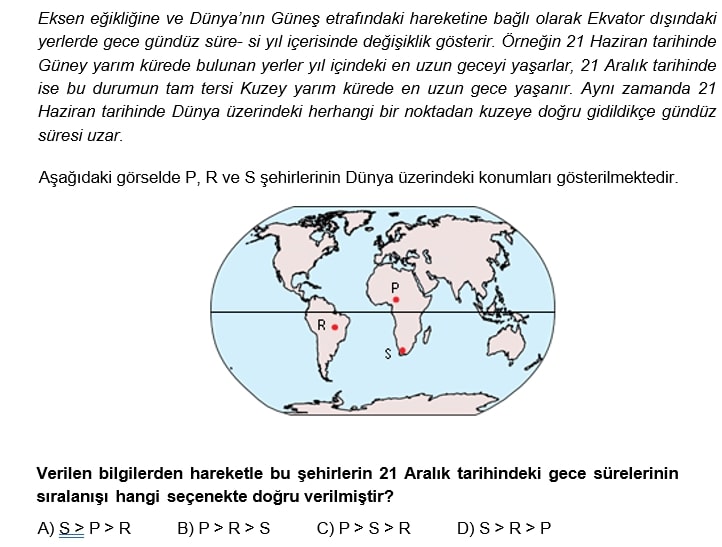 Eksen eğikliğine ve Dünya'nın Güneş etrafındaki hareketine bağlı olarak Ekvator dışındaki
yerlerde gece gündüz süre- si yıl içerisinde değişiklik gösterir. Örneğin 21 Haziran tarihinde
Güney yarım kürede bulunan yerler yıl içindeki en uzun geceyi yaşarlar, 21 Aralık tarihinde
ise bu durumun tam tersi Kuzey yarım kürede en uzun gece yaşanır. Aynı zamanda 21
Haziran tarihinde Dünya üzerindeki herhangi bir noktadan kuzeye doğru gidildikçe gündüz
süresi uzar.
Aşağıdaki görselde P, R ve S şehirlerinin Dünya üzerindeki konumları gösterilmektedir.
P
R
S
Verilen bilgilerden hareketle bu şehirlerin 21 Aralık tarihindeki gece sürelerinin
sıralanışı hangi seçenekte doğru verilmiştir?
A) S > P > R B) P > R > S C) P > S > R D) S > R > P